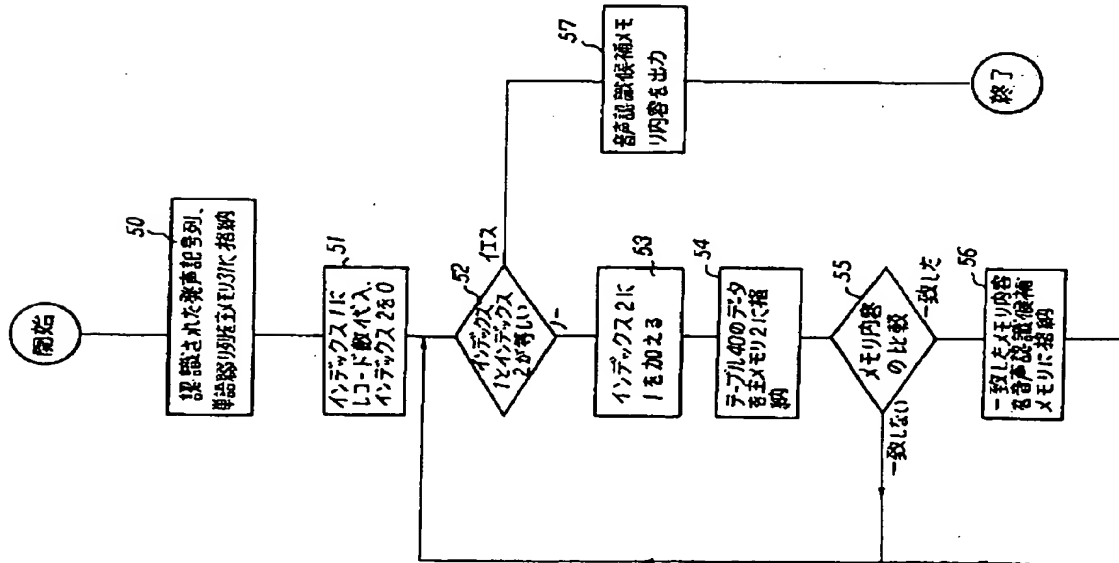 開始
50
認識された発声記号列、
単語綴り列を主メモリ31に格納
51
インデックス1に
レコード数代入、
インデックス2を0
52
インデックス
1とインデックス
2が等しい
イエス
ノー
53
インデックス2に
1を加える
54
テーブル40のデータ
を主メモリ2に格
納
55
メモリ内容
の比較
一致しない
一致した
56
一致したメモリ内容
を音声認識候補
メモリに格納
57
音声認識候補メモ
リ内容を出力
終了